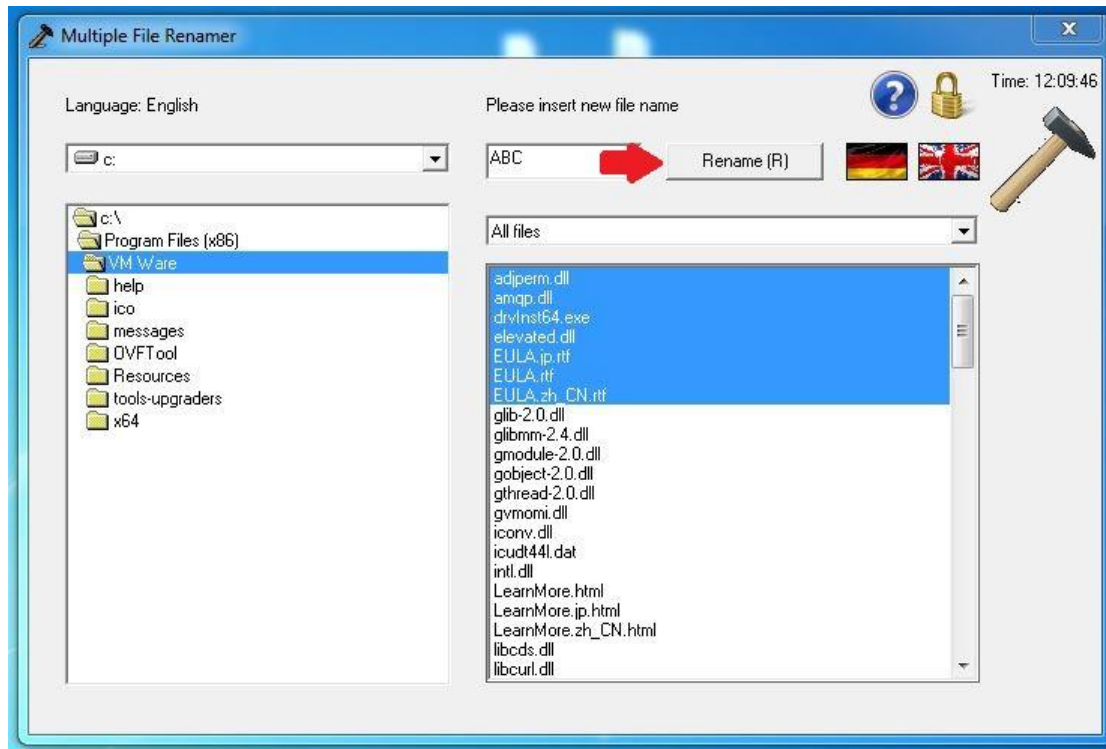 Multiple File Renamer
x
Time: 12:09:46
Language: English
Please insert new file name
c:
ABC
Rename (R)
All files
c:\
Program Files (x86)
VM Ware
help
ico
messages
OVFTool
Resources
tools-upgraders
x64
adjperm.dll
amqp.dll
drvInst64.exe
elevated.dll
EULA.jp.rtf
EULA.rtf
EULA.zh_CN.rtf
glib-2.0.dll
glibmm-2.4.dll
gmodule-2.0.dll
gobject-2.0.dll
gthread-2.0.dll
gvmomi.dll
iconv.dll
icudt44l.dat
intl.dll
LearnMore.html
LearnMore.jp.html
LearnMore.zh_CN.html
libcds.dll
libcurl.dll